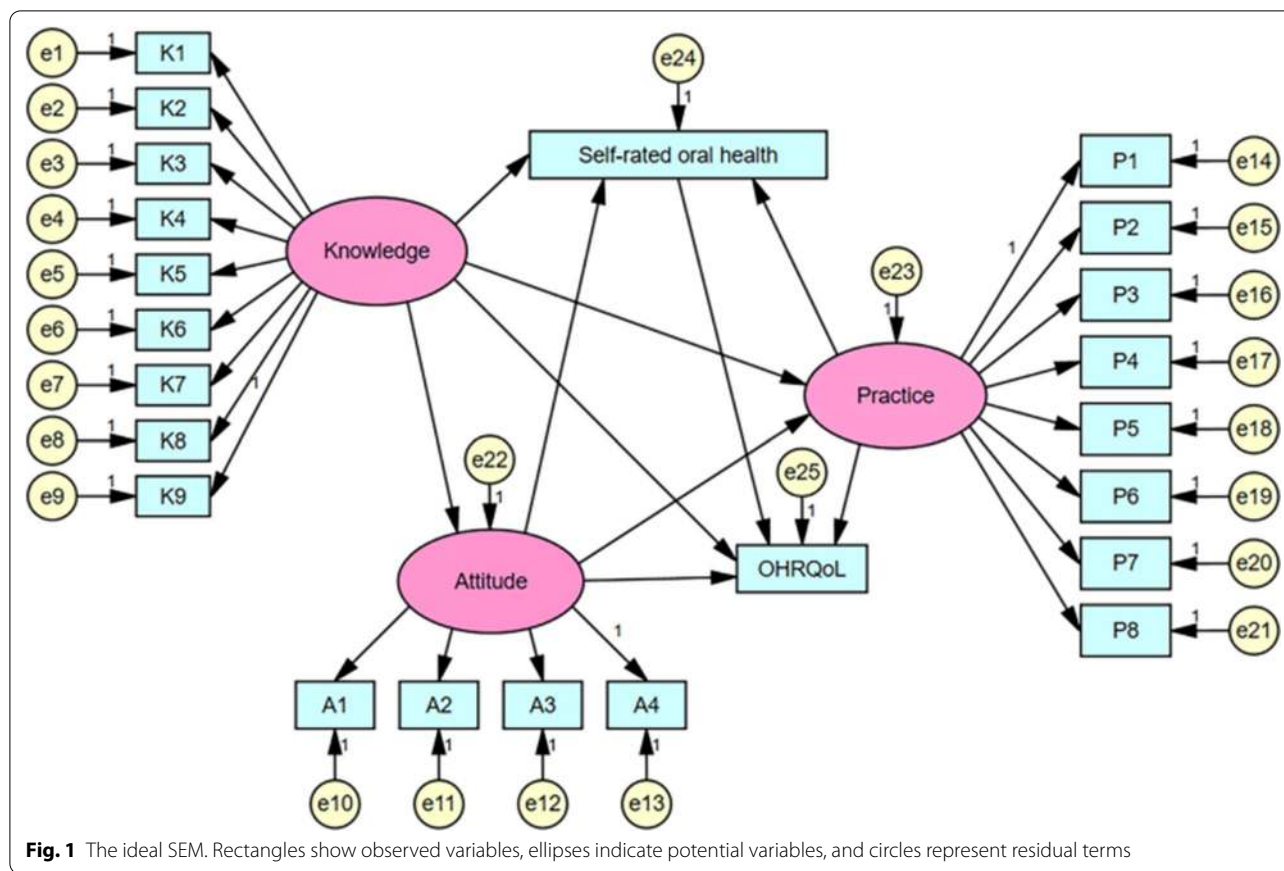 e1 1 K1
e2 1 K2
e3 1 K3
e4 1 K4
e5 1 K5
e6 1 K6
e7 1 K7
e8 1 K8
e9 1 K9
1
Knowledge
e24
1
Self-rated oral health
e23
1
Practice
1
P1 1 e14
P2 1 e15
P3 1 e16
P4 1 e17
P5 1 e18
P6 1 e19
P7 1 e20
P8 1 e21
e22
1
Attitude
e25
1
OHRQoL
1
A1 A2 A3 A4
1 1 1 1
e10 e11 e12 e13
Fig. 1 The ideal SEM. Rectangles show observed variables, ellipses indicate potential variables, and circles represent residual terms